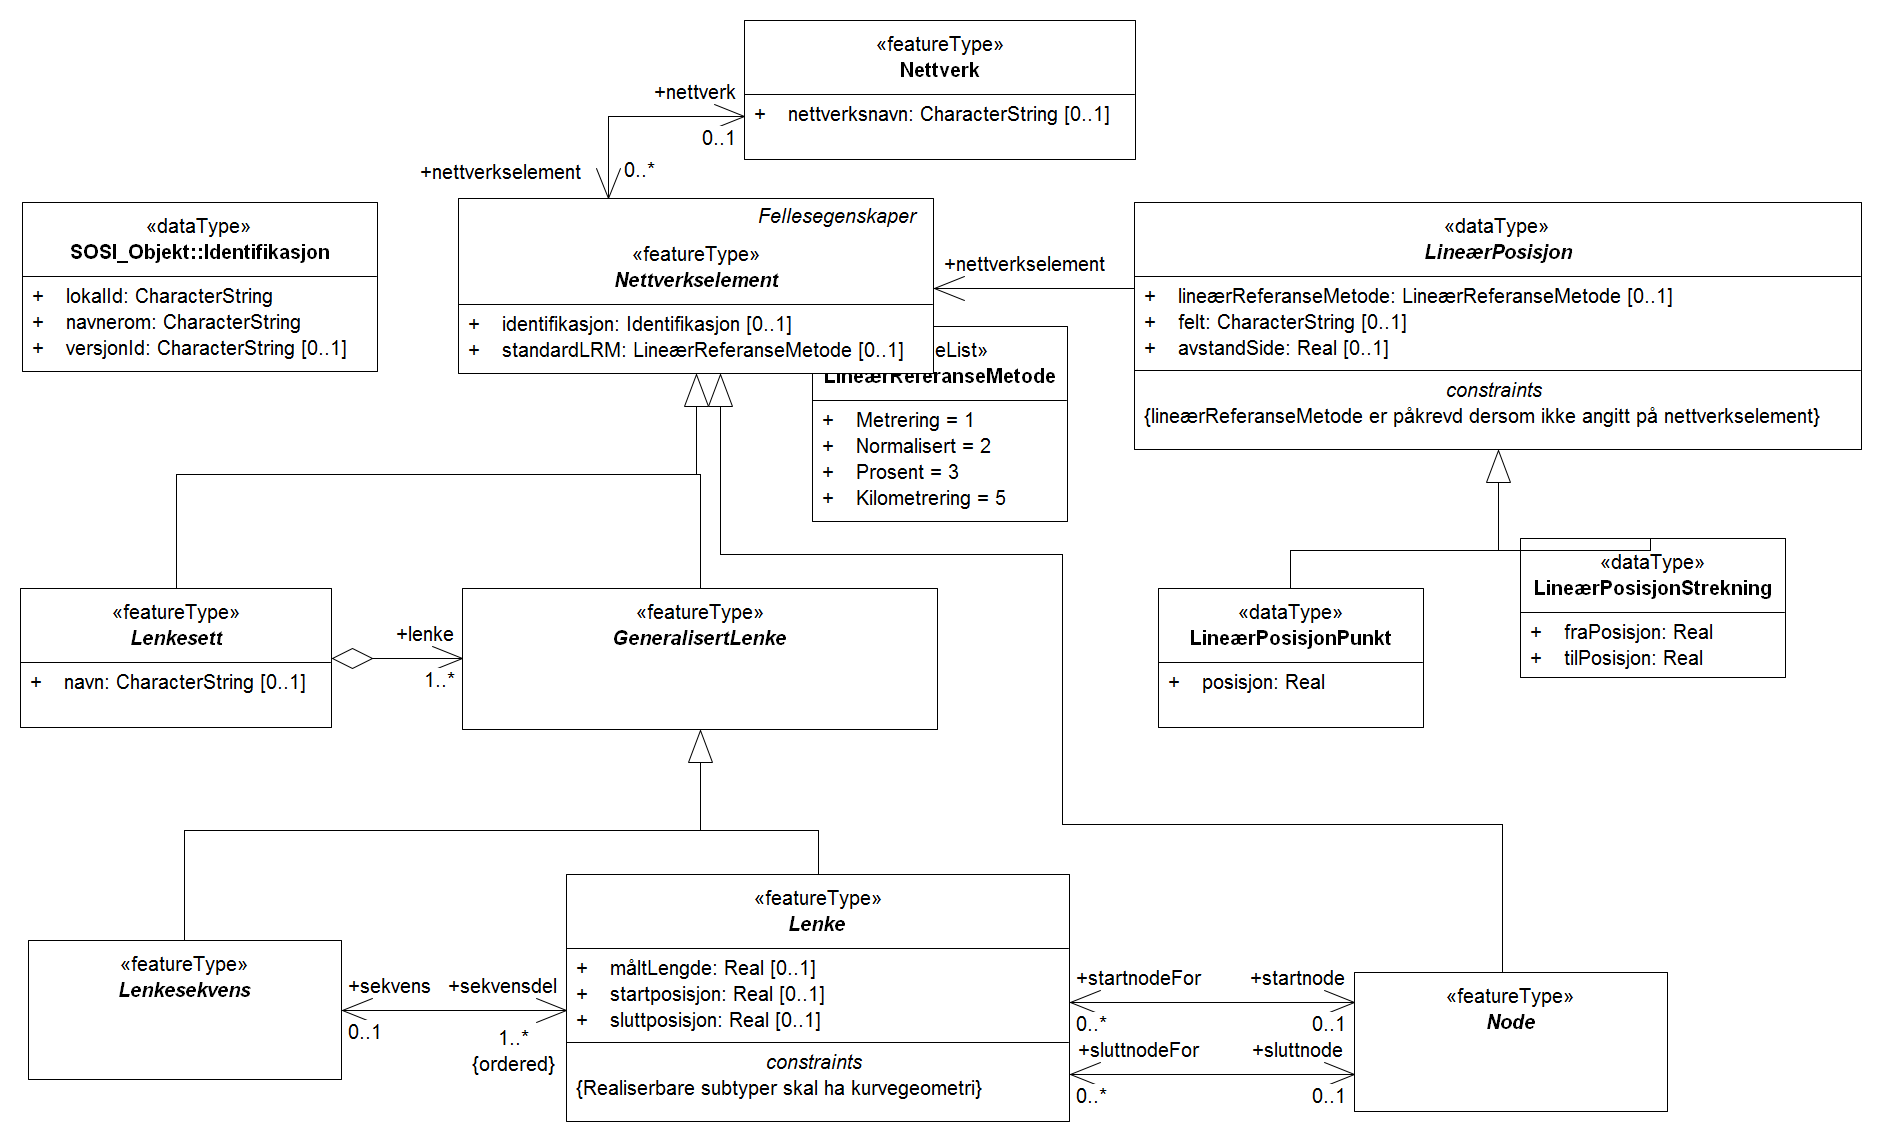 «featureType»
Nettverk
+ nettverksnavn: CharacterString [0..1]
+nettverk
0..1
+nettverkselement
0..*
«dataType»
SOSI_Objekt::Identifikasjon
+ lokalId: CharacterString
+ navnerom: CharacterString
+ versjonId: CharacterString [0..1]
Fellesegenskaper
«featureType»
Nettverkselement
+ identifikasjon: Identifikasjon [0..1]
+ standardLRM: LineærReferanseMetode [0..1]
+nettverkselement
«dataType»
LineærPosisjon
+ lineærReferanseMetode: LineærReferanseMetode [0..1]
+ felt: CharacterString [0..1]
+ avstandSide: Real [0..1]
constraints
{lineærReferanseMetode er påkrevd dersom ikke angitt på nettverkselement}
eList»
LineærReferanseMetode
+ Metrering = 1
+ Normalisert = 2
+ Prosent = 3
+ Kilometrering = 5
«featureType»
Lenkesett
+ navn: CharacterString [0..1]
+lenke
1..*
«featureType»
GeneralisertLenke
«dataType»
LineærPosisjonPunkt
+ posisjon: Real
«dataType»
LineærPosisjonStrekning
+ fraPosisjon: Real
+ tilPosisjon: Real
«featureType»
Lenkesekvens
+sekvens
0..1
+sekvensdel
1..*
{ordered}
«featureType»
Lenke
+ måltLengde: Real [0..1]
+ startposisjon: Real [0..1]
+ sluttposisjon: Real [0..1]
constraints
{Realiserbare subtyper skal ha kurvegeometri}
+startnodeFor
0..*
+startnode
0..1
+sluttnodeFor
0..*
+sluttnode
0..1
«featureType»
Node